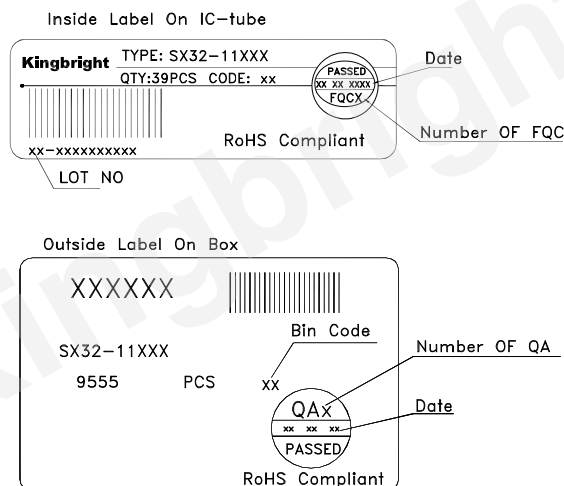 Inside Label On IC-tube
Kingbright
TYPE: SX32-11XXX
QTY:39PCS CODE: xx
PASSED
xx xx xxxx
FQCX
Date
Number OF FQC
RoHS Compliant
xx-xxxxxxxxxx
LOT NO
Outside Label On Box
XXXXXX
Bin Code
SX32-11XXX
9555 PCS xx
Number OF QA
QAx
Date
xx xx xx
PASSED
RoHS Compliant
kingbright